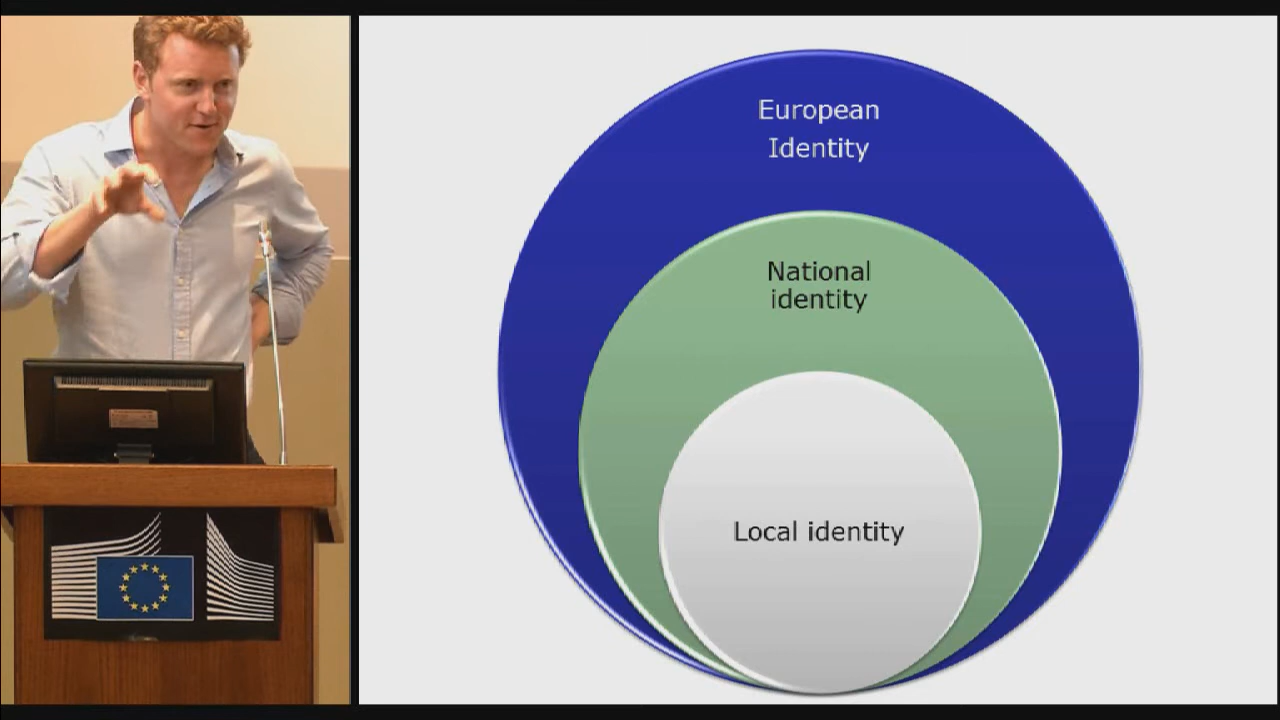 European
Identity
National
identity
Local identity